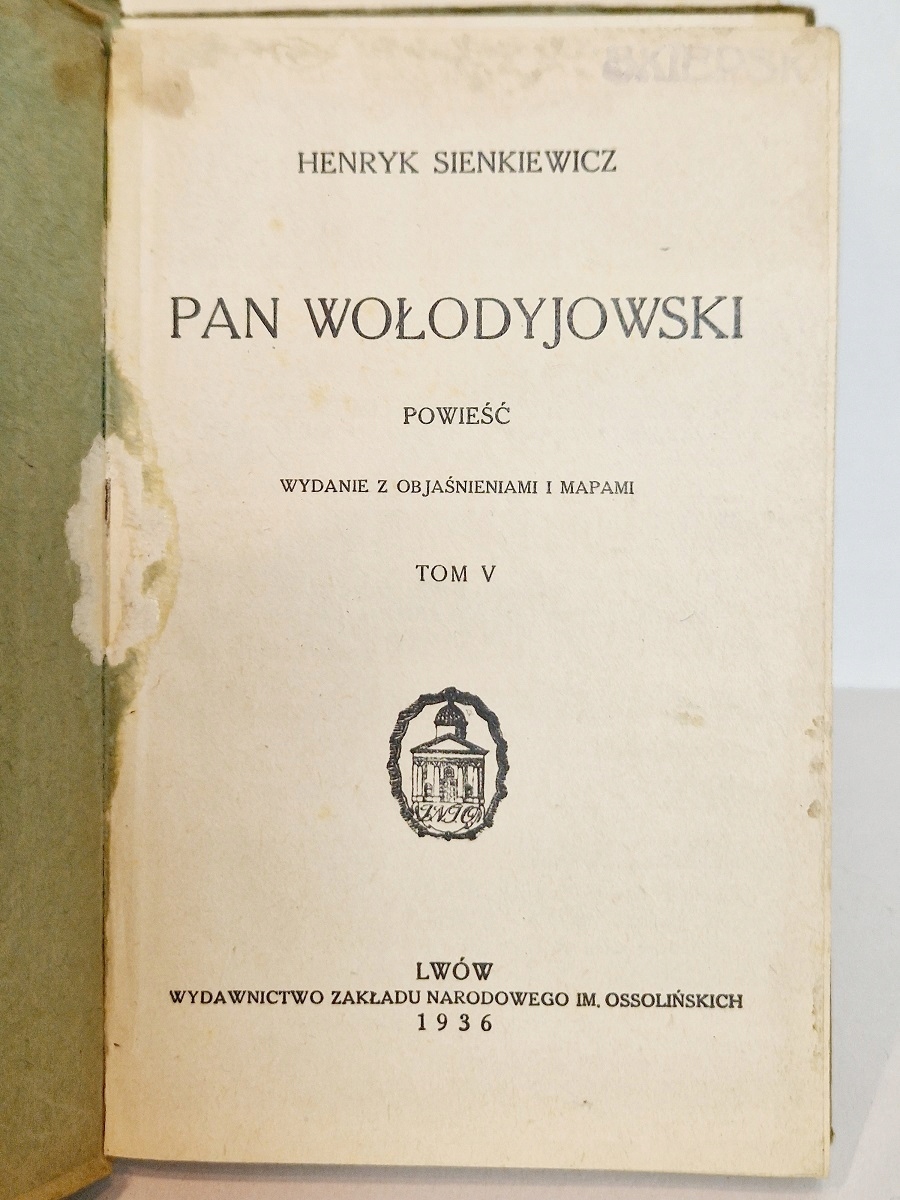 HENRYK SIENKIEWICZ
PAN WOŁODYJOWSKI
POWIEŚĆ
WYDANIE Z OBJAŚNIENIAMI I MAPAMI
TOM V
LWÓW
WYDAWNICTWO ZAKŁADU NARODOWEGO IM. OSSOLIŃSKICH
1936